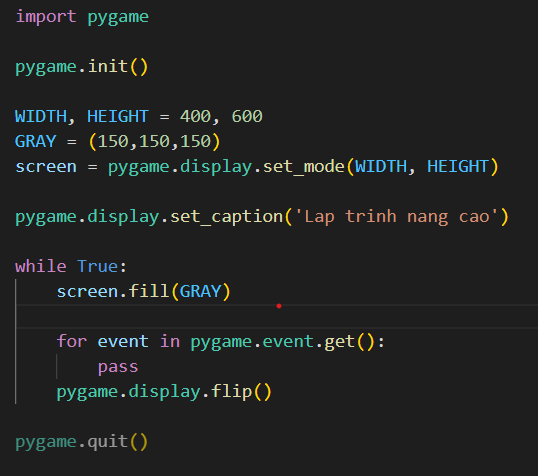 import pygame
pygame.init()
WIDTH, HEIGHT = 400, 600
GRAY = (150,150,150)
screen = pygame.display.set_mode(WIDTH, HEIGHT)
pygame.display.set_caption('Lap trinh nang cao')
while True:
    screen.fill(GRAY)
    for event in pygame.event.get():
        pass
    pygame.display.flip()
pygame.quit()